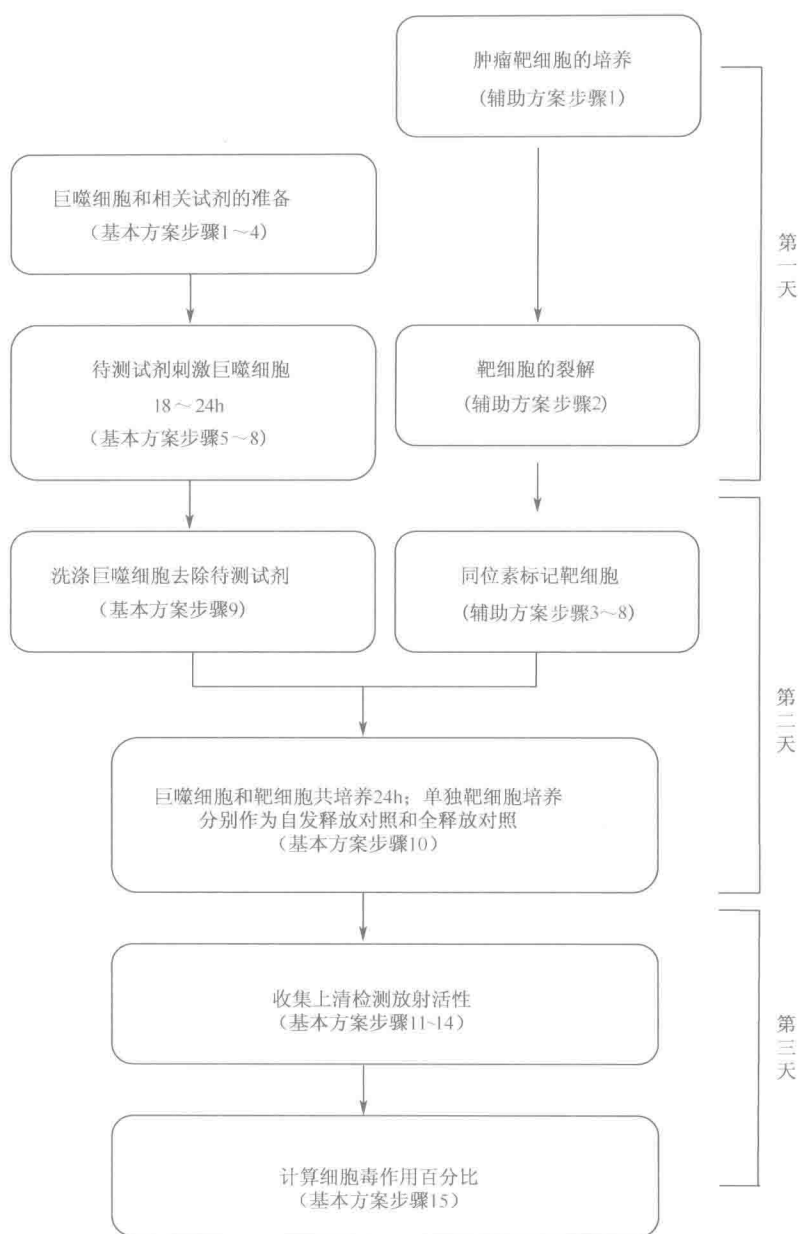 肿瘤靶细胞的培养
(辅助方案步骤1)
巨噬细胞和相关试剂的准备
(基本方案步骤1～4)
第一天
待测试剂刺激巨噬细胞
18～24h
(基本方案步骤5～8)
靶细胞的裂解
(辅助方案步骤2)
洗涤巨噬细胞去除待测试剂
(基本方案步骤9)
同位素标记靶细胞
(辅助方案步骤3～8)
第二天
巨噬细胞和靶细胞共培养24h；单独靶细胞培养
分别作为自发释放对照和全释放对照
(基本方案步骤10)
收集上清检测放射活性
(基本方案步骤11~14)
第三天
计算细胞毒作用百分比
(基本方案步骤15)